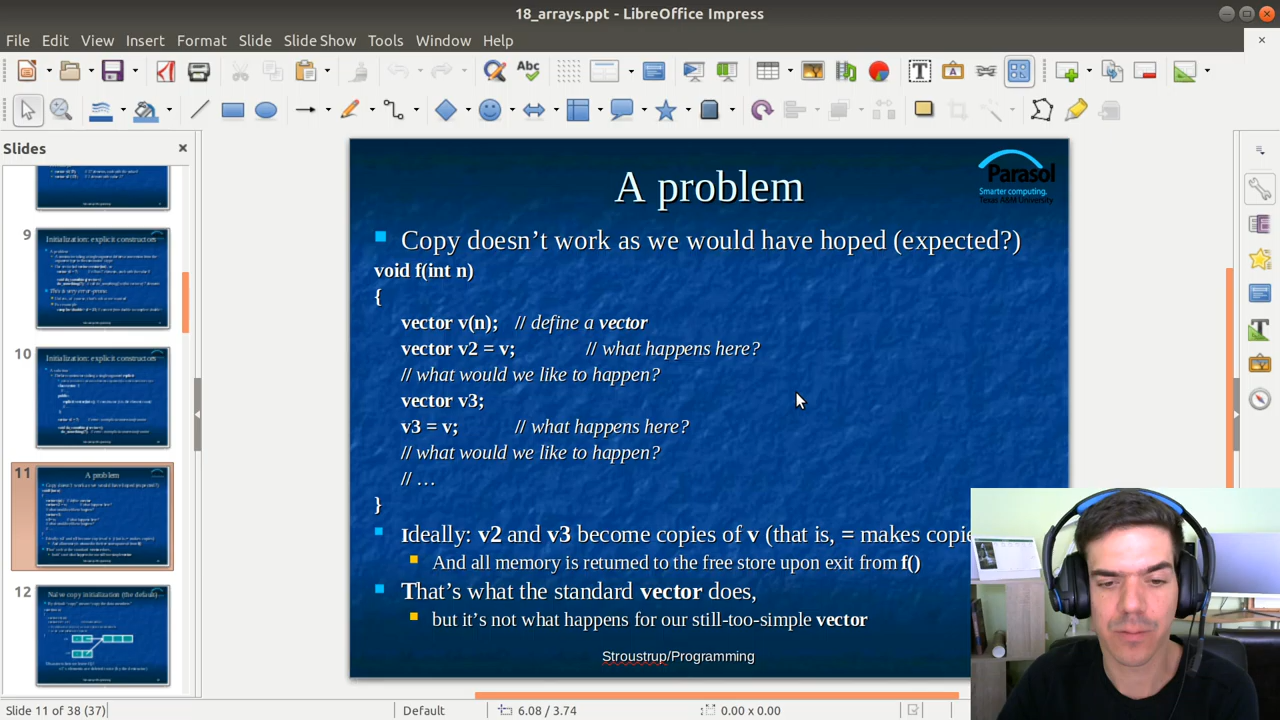 18_arrays.ppt - LibreOffice Impress
File Edit View Insert Format Slide Slide Show Tools Window Help
Slides
9
Initialization: explicit constructors
10
Initialization: explicit constructors
11
A problem
12
Naïve copy initialization (the default)
A problem
Parasol
Smarter computing.
Texas A&M University
Copy doesn’t work as we would have hoped (expected?)
void f(int n)
{
vector v(n); // define a vector
vector v2 = v; // what happens here?
// what would we like to happen?
vector v3;
v3 = v; // what happens here?
// what would we like to happen?
// …
}
Ideally: v2 and v3 become copies of v (that is, = makes copie
And all memory is returned to the free store upon exit from f()
That’s what the standard vector does,
but it’s not what happens for our still-too-simple vector
Stroustrup/Programming
Slide 11 of 38 (37) Default 6.08 / 3.74 0.00 x 0.00